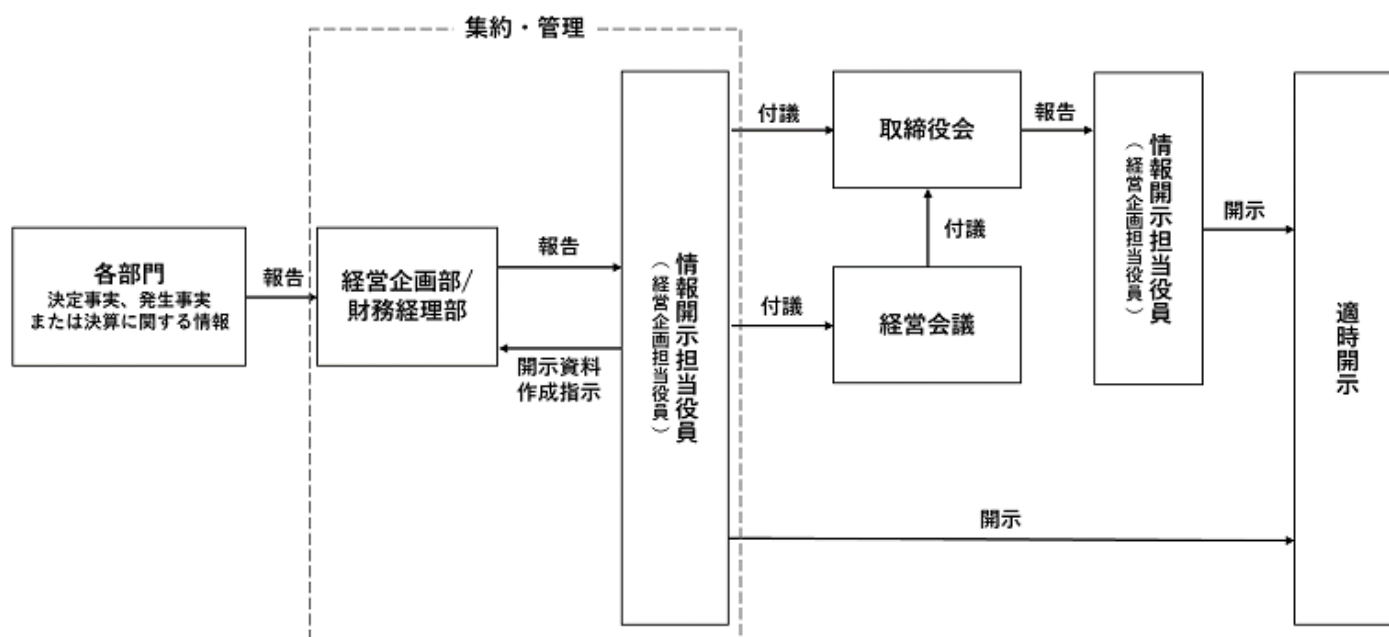 集約・管理
各部門
決定事実、発生事実
または決算に関する情報
報告
経営企画部/
財務経理部
報告
開示資料
作成指示
情報開示担当役員
（経営企画担当役員）
付議
付議
取締役会
付議
経営会議
報告
情報開示担当役員
（経営企画担当役員）
開示
開示
適時開示